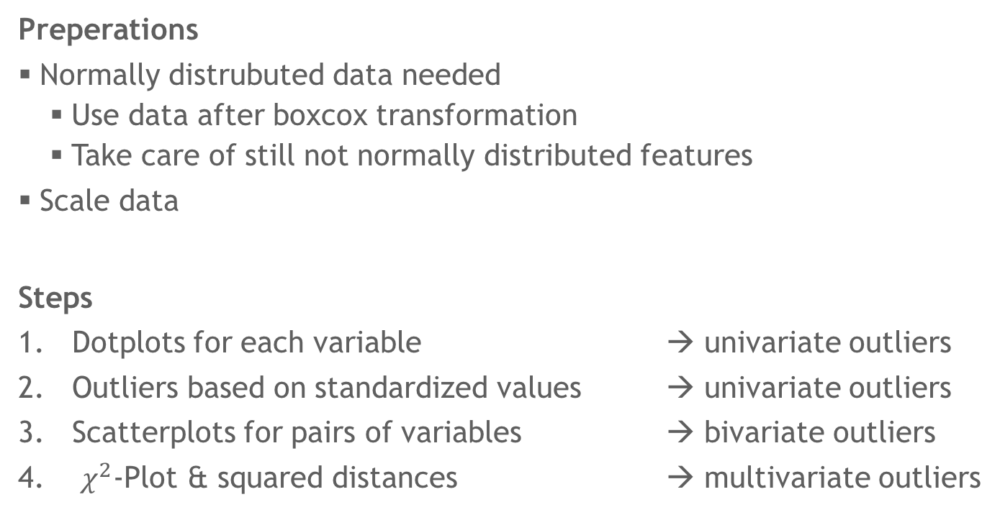 Preperations
▪ Normally distrubuted data needed
▪ Use data after boxcox transformation
▪ Take care of still not normally distributed features
▪ Scale data
Steps
1. Dotplots for each variable → univariate outliers
2. Outliers based on standardized values → univariate outliers
3. Scatterplots for pairs of variables → bivariate outliers
4. χ²-Plot & squared distances → multivariate outliers